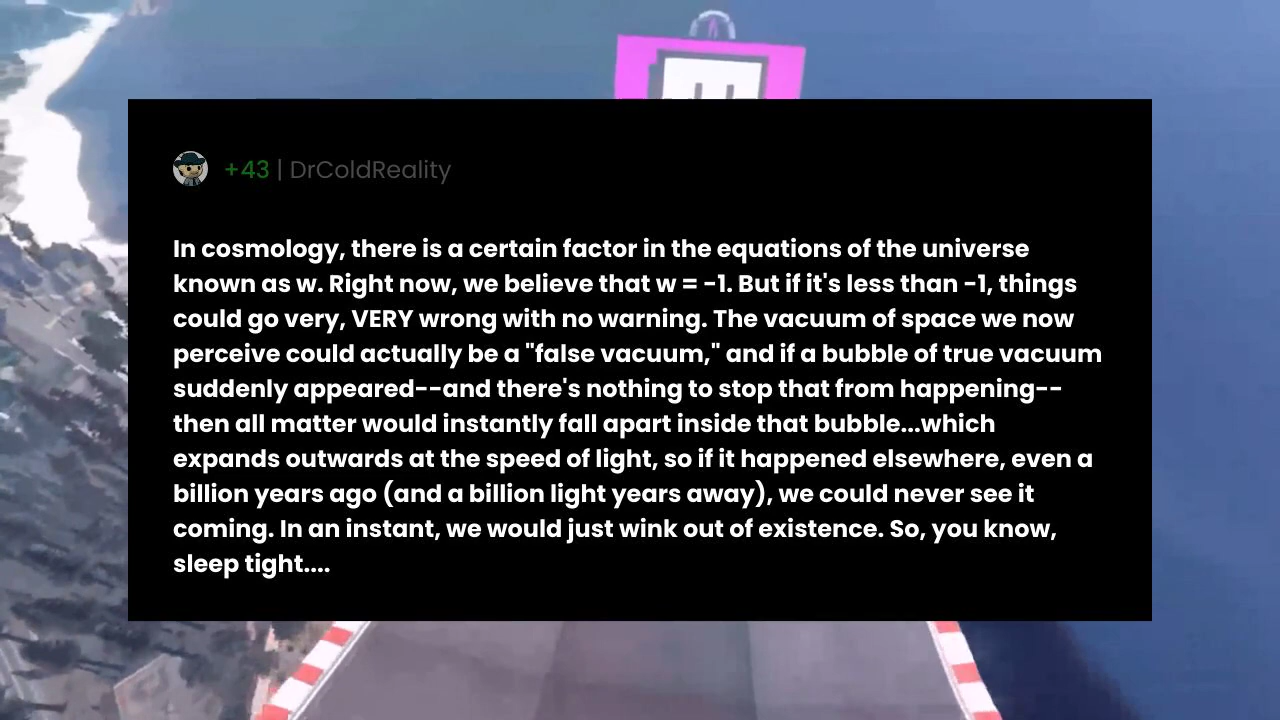 +43 | DrColdReality
In cosmology, there is a certain factor in the equations of the universe
known as w. Right now, we believe that w = -1. But if it's less than -1, things
could go very, VERY wrong with no warning. The vacuum of space we now
perceive could actually be a "false vacuum," and if a bubble of true vacuum
suddenly appeared--and there's nothing to stop that from happening--
then all matter would instantly fall apart inside that bubble...which
expands outwards at the speed of light, so if it happened elsewhere, even a
billion years ago (and a billion light years away), we could never see it
coming. In an instant, we would just wink out of existence. So, you know,
sleep tight....